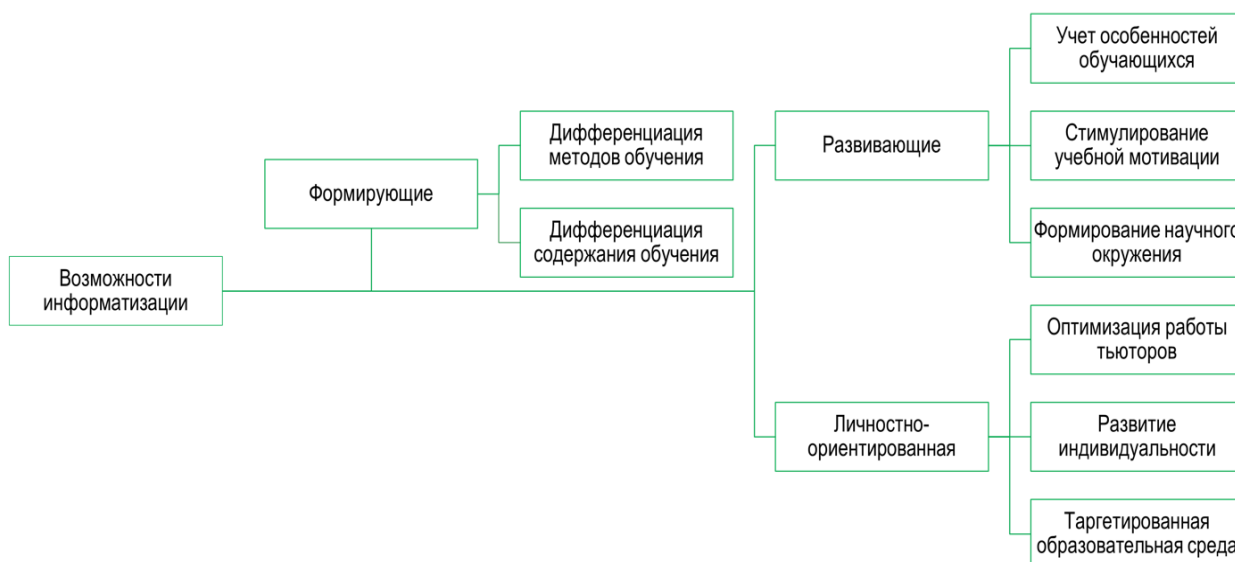 Возможности
информатизации
Формирующие
Дифференциация
методов обучения
Дифференциация
содержания обучения
Развивающие
Учет особенностей
обучающихся
Стимулирование
учебной мотивации
Формирование научного
окружения
Личностно-
ориентированная
Оптимизация работы
тьюторов
Развитие
индивидуальности
Таргетированная
образовательная среда